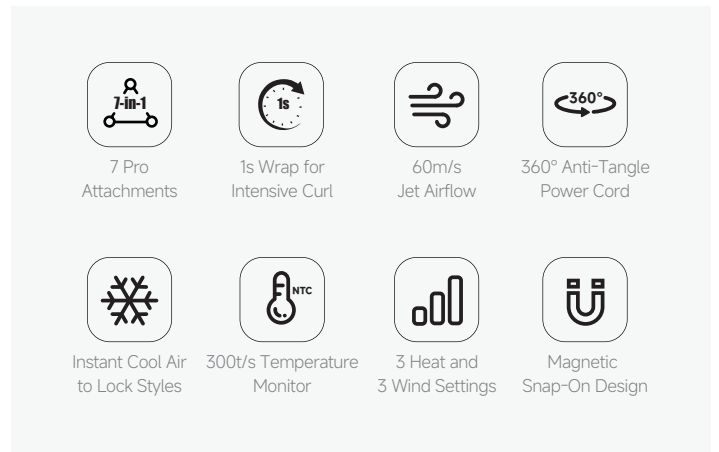 7-in-1
1s
360°
7 Pro
Attachments
1s Wrap for
Intensive Curl
60m/s
Jet Airflow
360° Anti-Tangle
Power Cord
NTC
Instant Cool Air
to Lock Styles
300t/s Temperature
Monitor
3 Heat and
3 Wind Settings
Magnetic
Snap-On Design